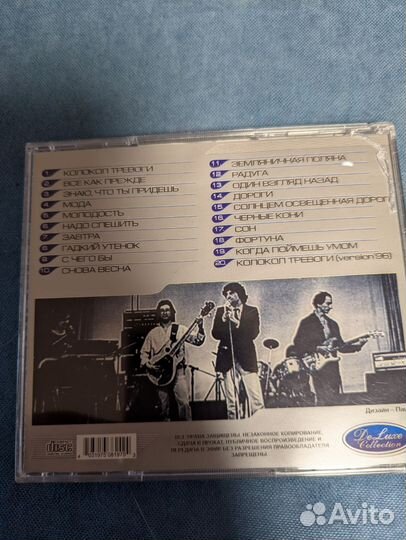 1 КОЛОКОЛ ТРЕВОГИ
2 ВСЕ КАК ПРЕЖДЕ
3 ЗНАЮ, ЧТО ТЫ ПРИДЕШЬ
4 МОДА
5 МОЛОДОСТЬ
6 НАДО СПЕШИТЬ
7 ЗАВТРА
8 ГАДКИЙ УТЕНОК
9 С ЧЕГО БЫ
10 СНОВА ВЕСНА
11 ЗЕМЛЯНИЧНАЯ ПОЛЯНА
12 РАДУГА
13 ОДИН ВЗГЛЯД НАЗАД
14 ДОРОГИ
15 СОЛНЦЕМ ОСВЕЩЕННАЯ ДОРОГ
16 ЧЕРНЫЕ КОНИ
17 СОН
18 ФОРТУНА
19 КОГДА ПОЙМЕШЬ УМОМ
20 КОЛОКОЛ ТРЕВОГИ (version'96)
Дизайн - Па
DeLuxe
Collection
ВСЕ ПРАВА ЗАЩИЩЕНЫ. НЕЗАКОННОЕ КОПИРОВАНИЕ,
СДАЧА В ПРОКАТ, ПУБЛИЧНОЕ ВОСПРОИЗВЕДЕНИЕ И
ПЕРЕДАЧА В ЭФИР БЕЗ РАЗРЕШЕНИЯ ПРАВООБЛАДАТЕЛЯ
ЗАПРЕЩЕНЫ
Avito